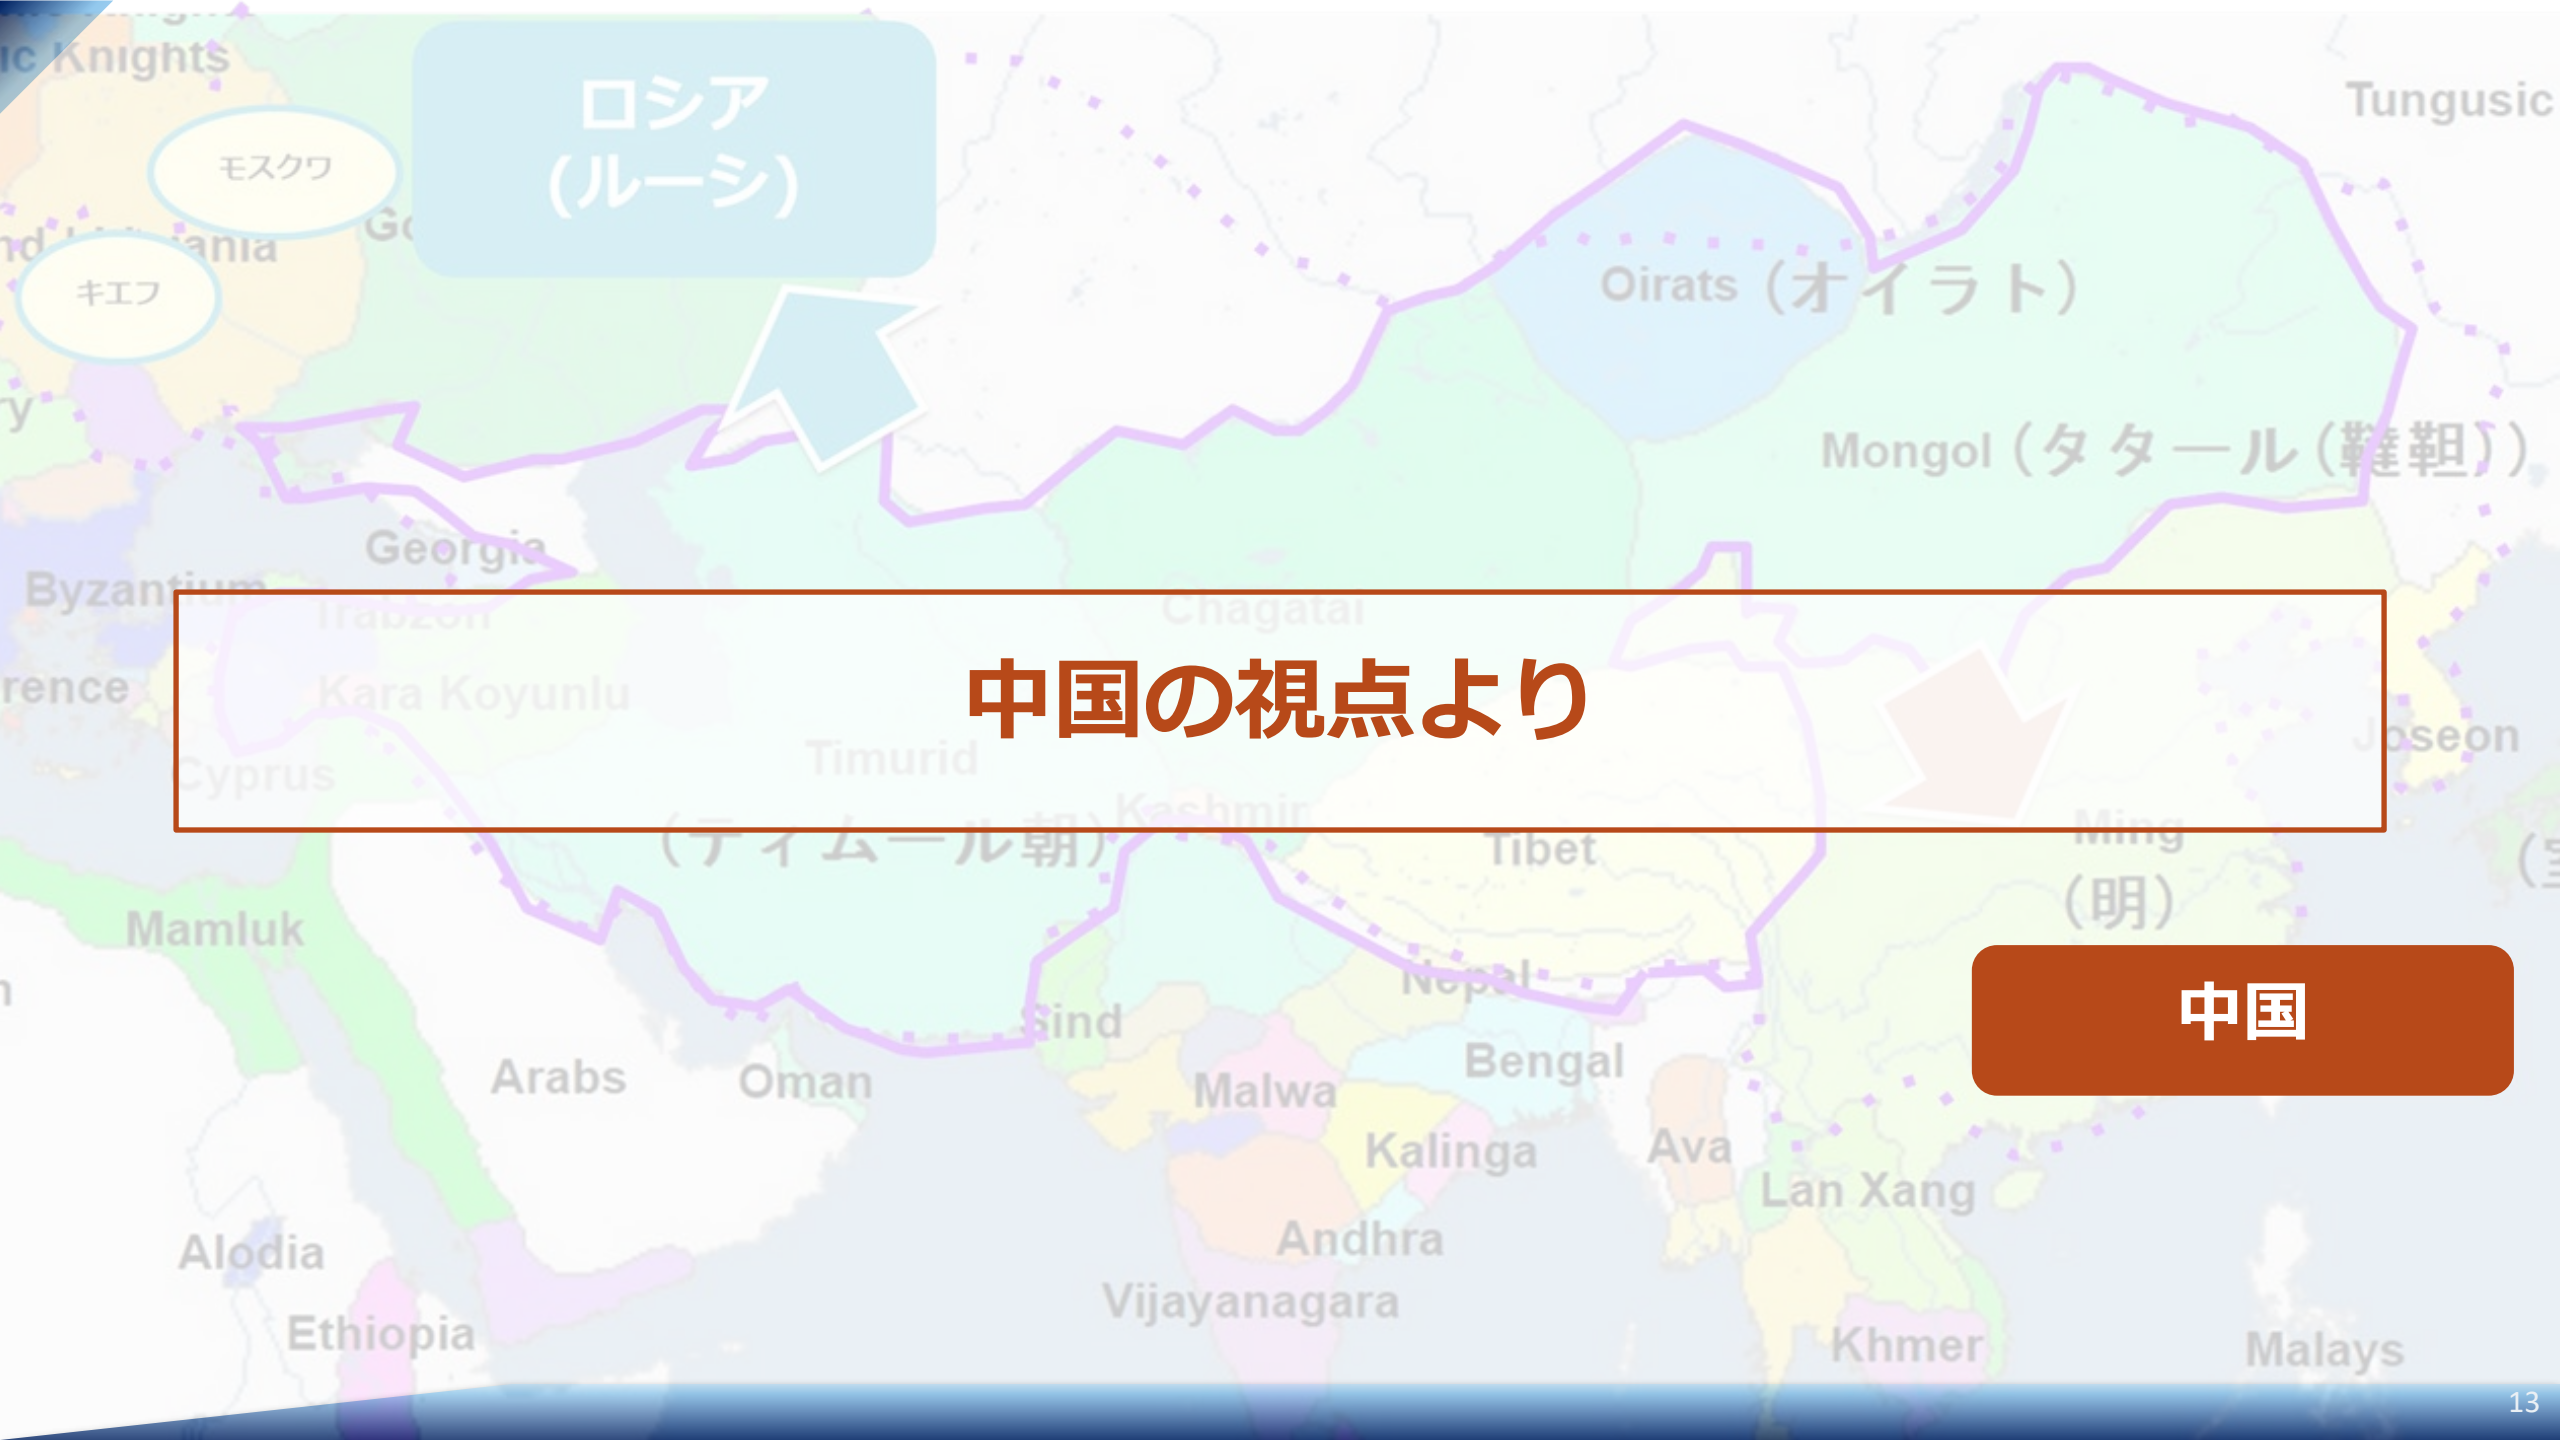 ic Knights
ロシア
(ルーシ)
Tungusic
モスクワ
キエフ
Oirats（オイラト）
Mongol（タタール（韃靼））
Georgia
Byzantium
Trabzon
Chagatai
中国の視点より
Kara Koyunlu
rence
Joseon
Timurid
（ティムール朝）
Cyprus
Kashmir
Tibet
Ming
（明）
Mamluk
Nepal
中国
Sind
Arabs
Oman
Malwa
Bengal
Kalinga
Ava
Lan Xang
Alodia
Andhra
Vijayanagara
Ethiopia
Khmer
Malays
13